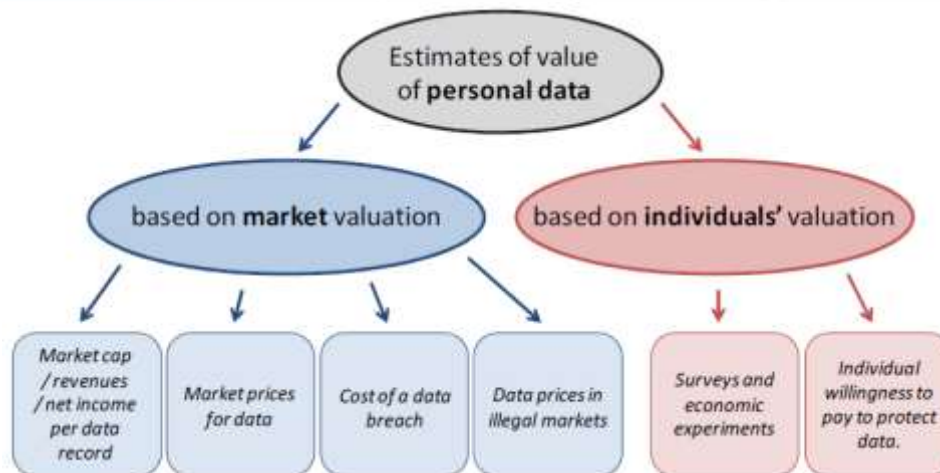 Estimates of value
of personal data
based on market valuation
based on individuals’ valuation
Market cap
/ revenues
/ net income
per data
record
Market prices
for data
Cost of a data
breach
Data prices in
illegal markets
Surveys and
economic
experiments
Individual
willingness to
pay to protect
data.